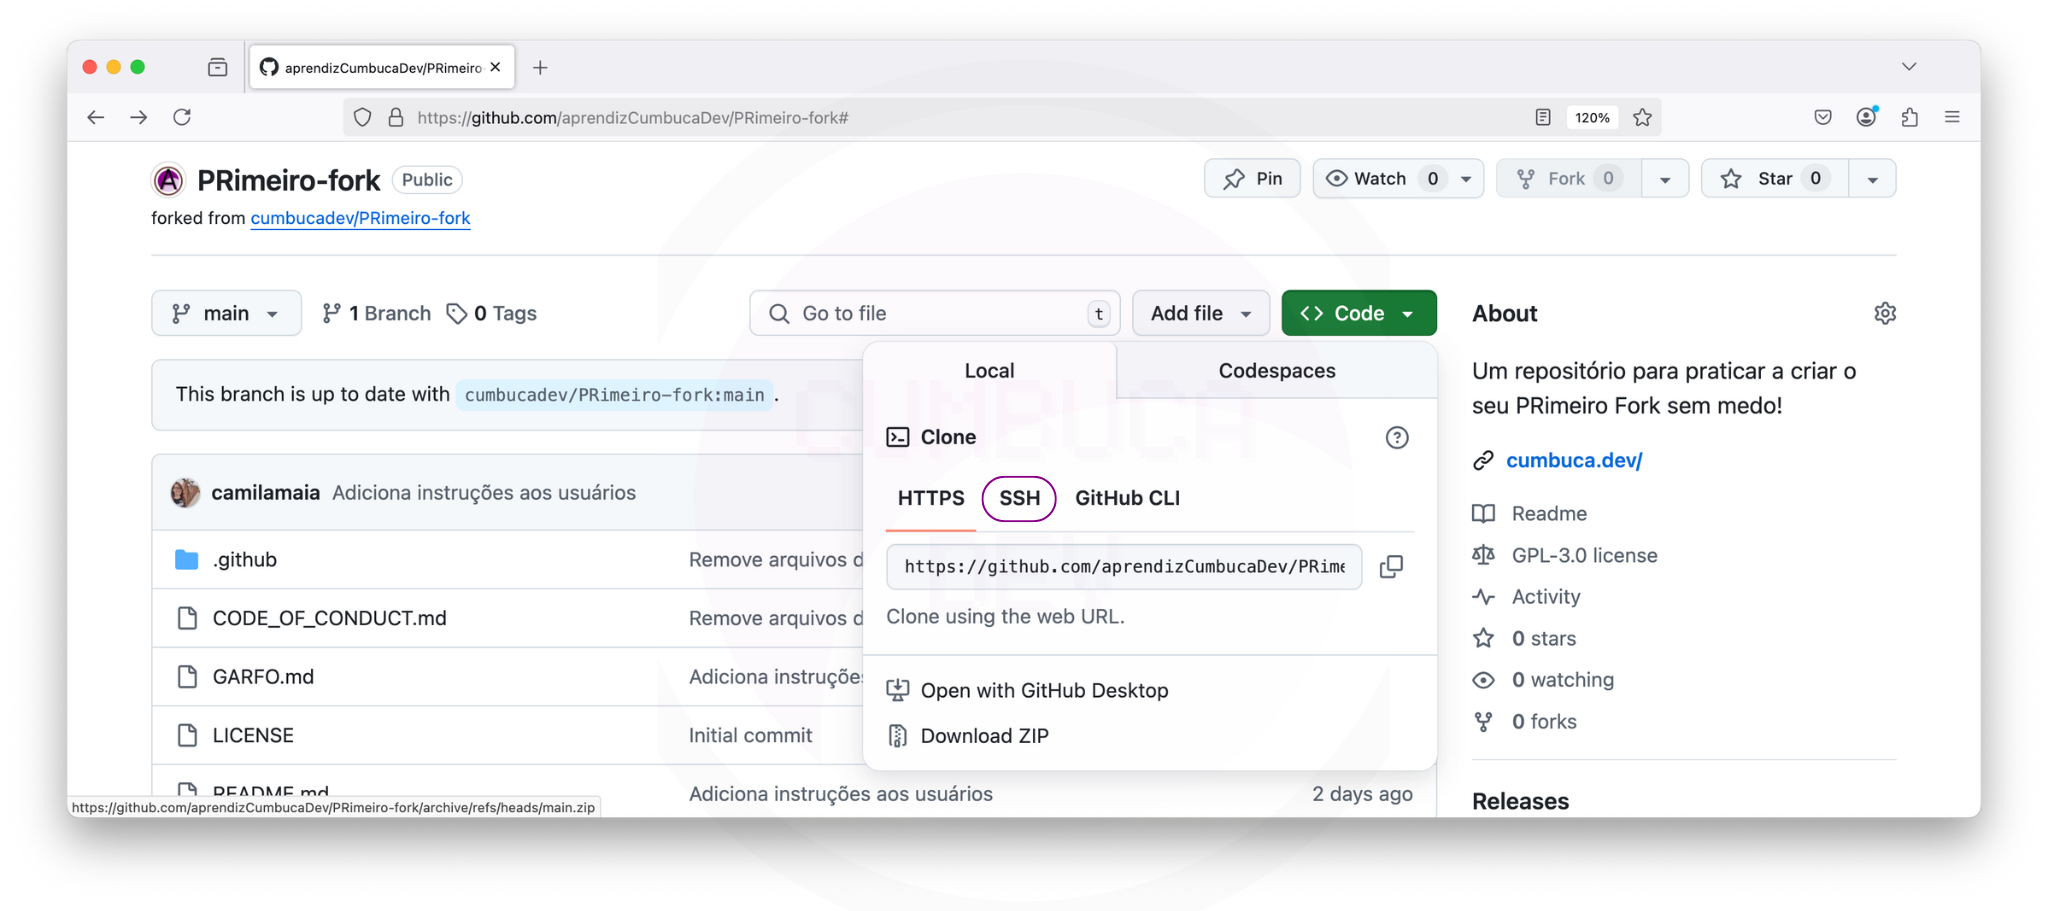 aprendizCumbucaDev/PRimeiro
https://github.com/aprendizCumbucaDev/PRimeiro-fork#
120%
PRimeiro-fork Public
Pin
Watch 0
Fork 0
Star 0
forked from cumbucadev/PRimeiro-fork
main
1 Branch
0 Tags
Go to file t
Add file
Code
About
Um repositório para praticar a criar o
seu PRimeiro Fork sem medo!
cumbuca.dev/
Readme
GPL-3.0 license
Activity
0 stars
0 watching
0 forks
Releases
This branch is up to date with cumbucadev/PRimeiro-fork:main .
Local
Codespaces
Clone
HTTPS
SSH
GitHub CLI
https://github.com/aprendizCumbucaDev/PRime
Clone using the web URL.
Open with GitHub Desktop
Download ZIP
camilamaia Adiciona instruções aos usuários
.github Remove arquivos d
CODE_OF_CONDUCT.md Remove arquivos d
GARFO.md Adiciona instruções
LICENSE Initial commit
README.md Adiciona instruções aos usuários 2 days ago
https://github.com/aprendizCumbucaDev/PRimeiro-fork/archive/refs/heads/main.zip
CUMBUCA
DEV